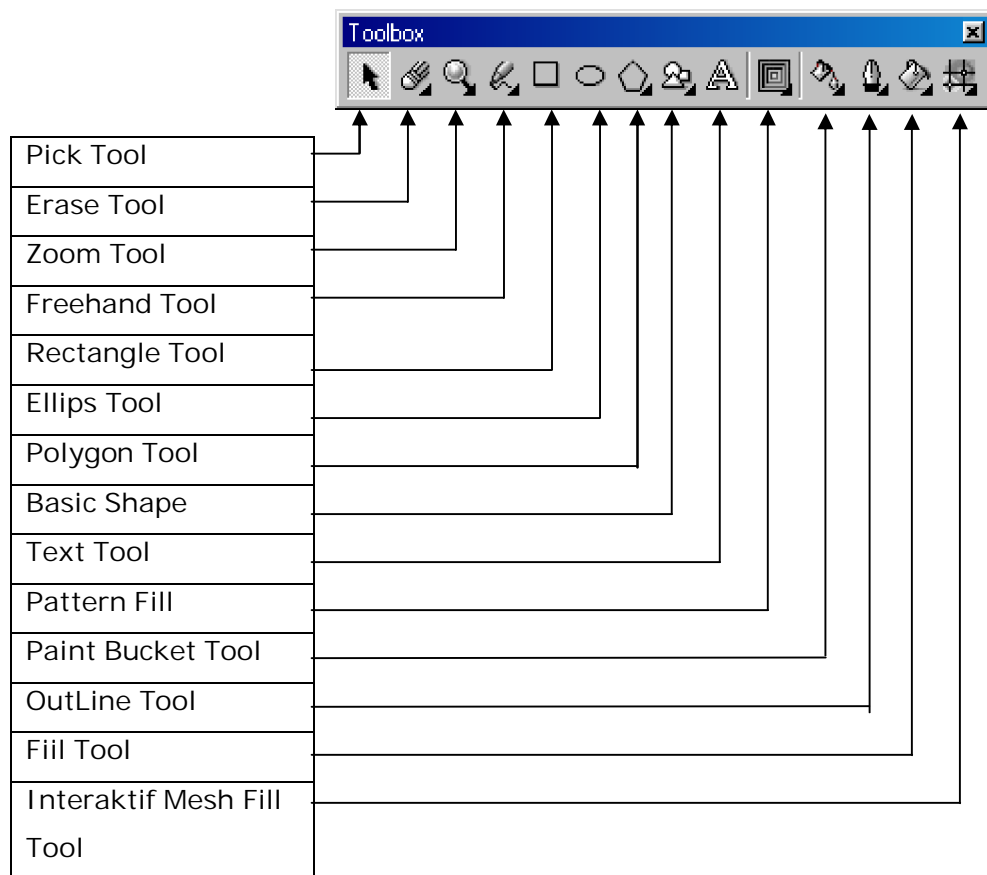 Toolbox
Pick Tool
Erase Tool
Zoom Tool
Freehand Tool
Rectangle Tool
Ellips Tool
Polygon Tool
Basic Shape
Text Tool
Pattern Fill
Paint Bucket Tool
OutLine Tool
Fiil Tool
Interaktif Mesh Fill
Tool